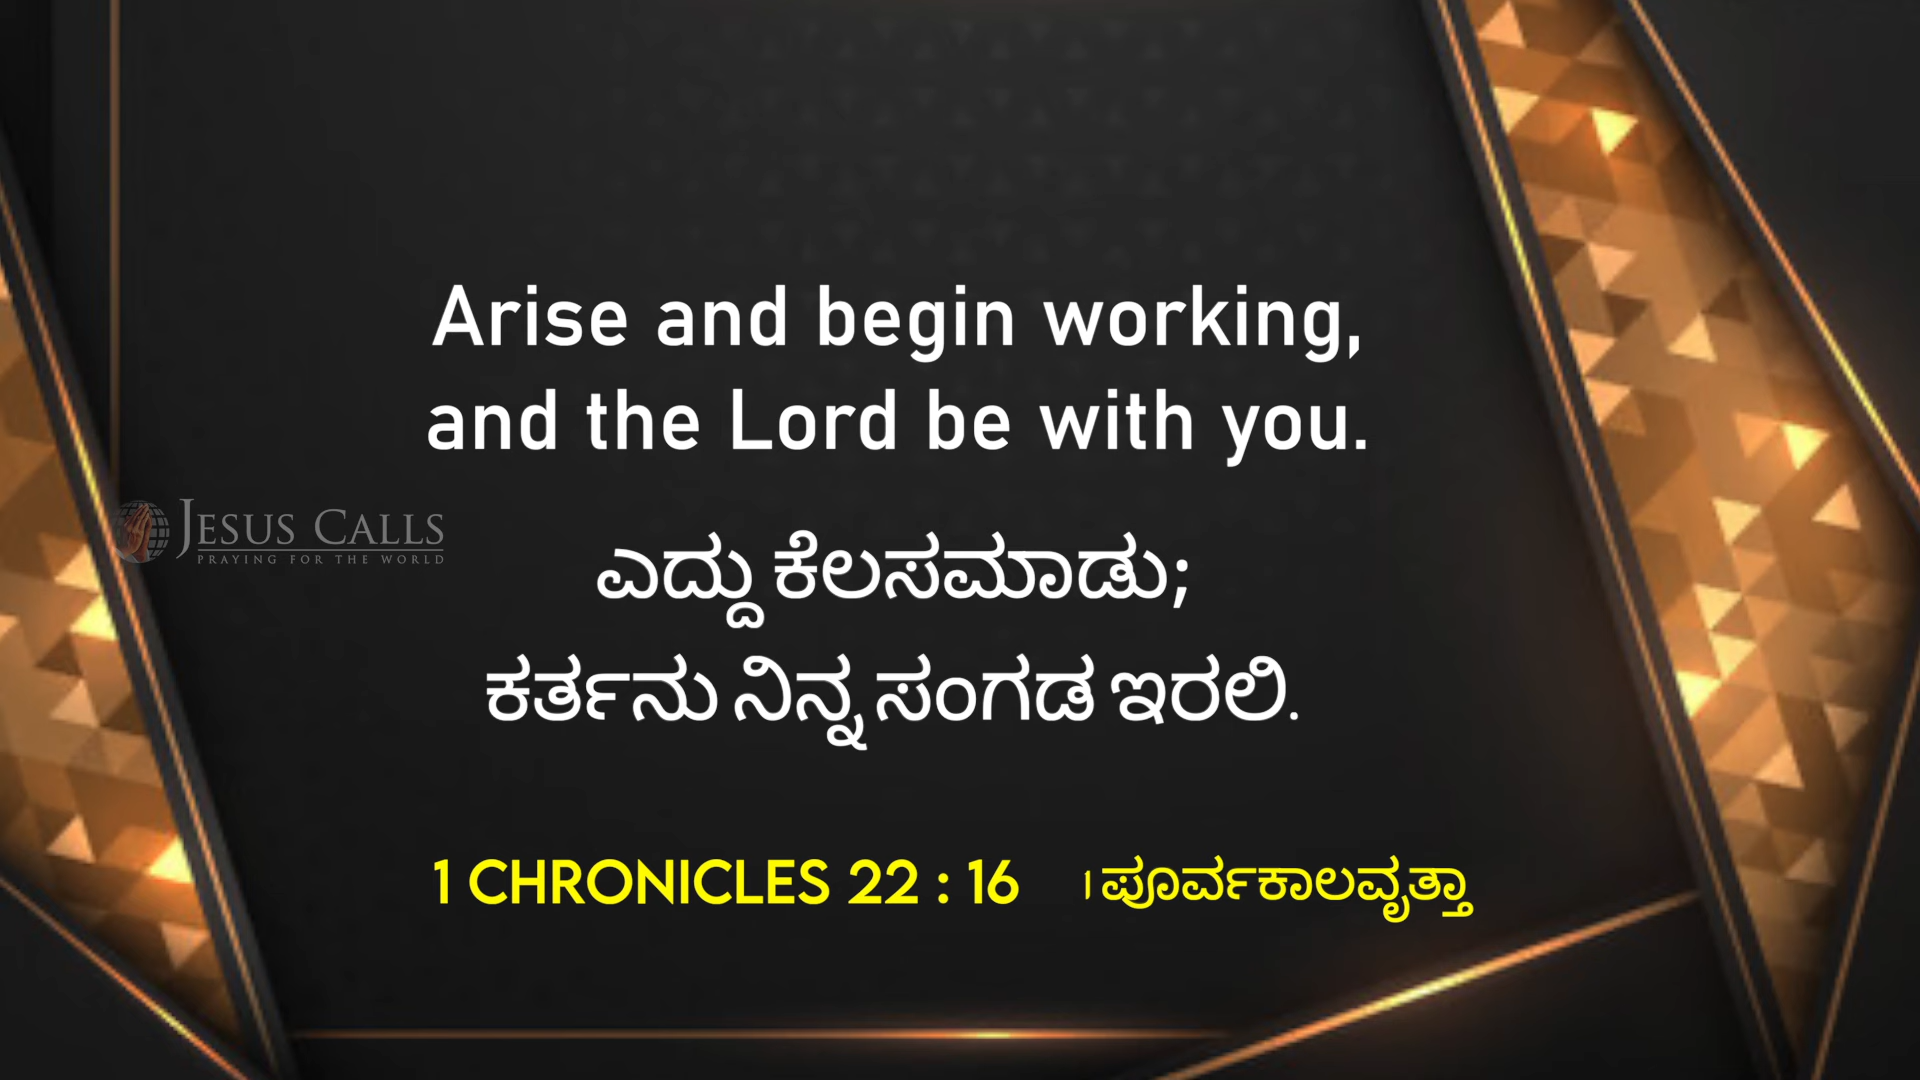 Arise and begin working,
and the Lord be with you.
JESUS CALLS
PRAYING FOR THE WORLD
ಎದ್ದು ಕೆಲಸಮಾಡು;
ಕರ್ತನು ನಿನ್ನ ಸಂಗಡ ಇರಲಿ.
1 CHRONICLES 22 : 16 1 ಪೂರ್ವಕಾಲವೃತ್ತಾ